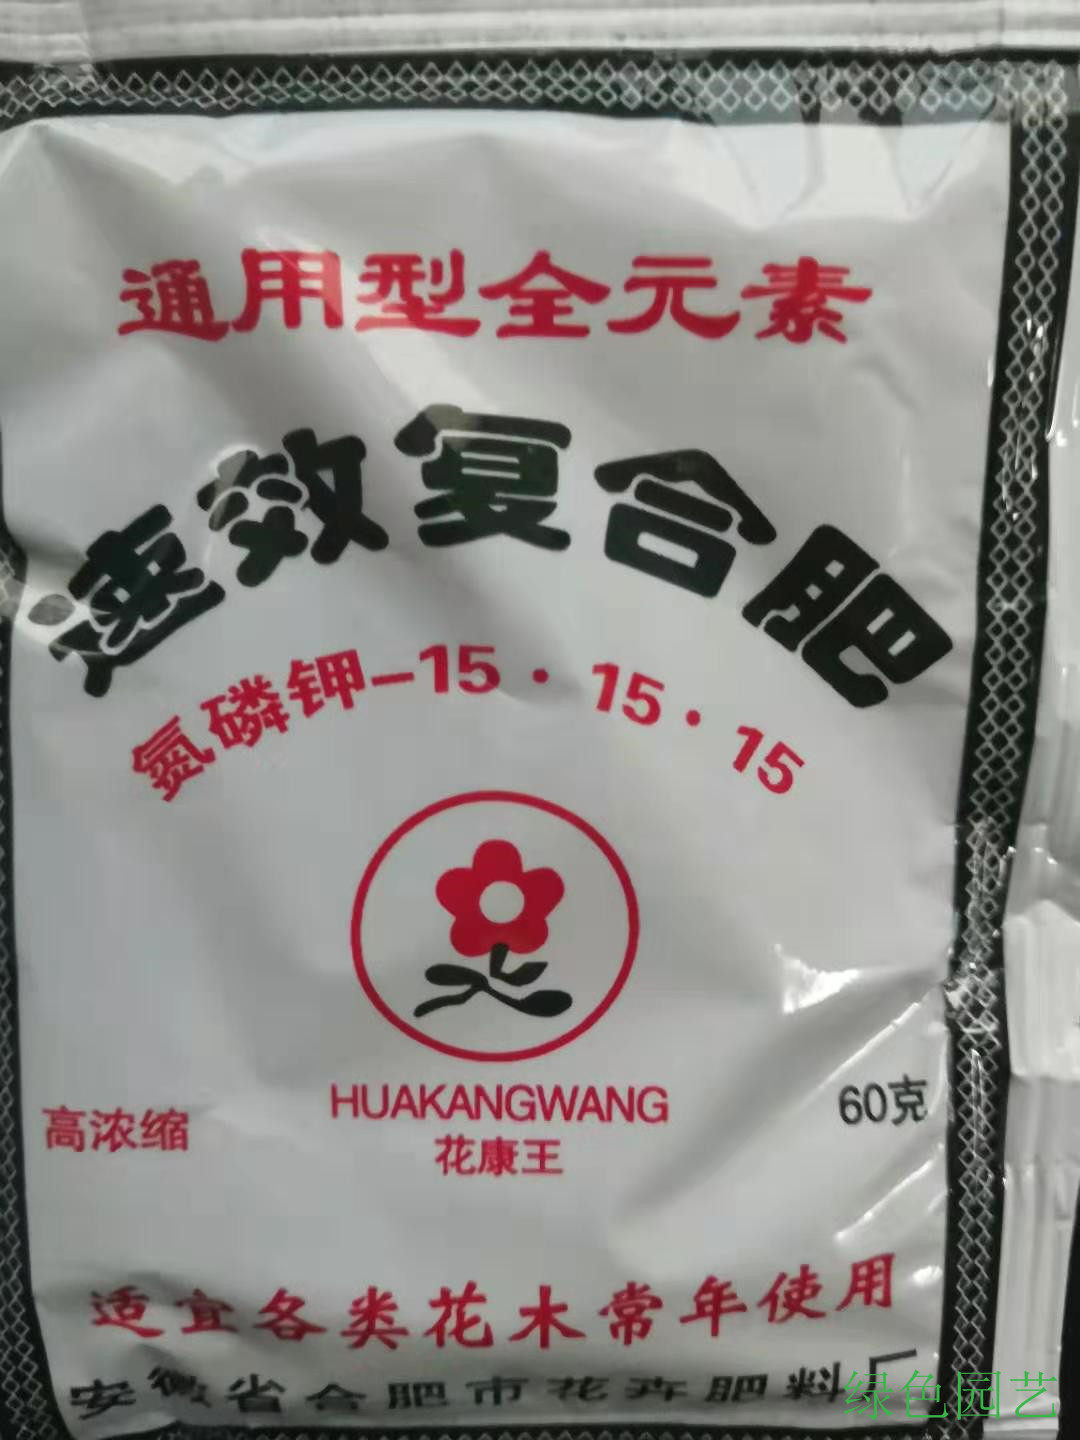 通用型全元素
速效复合肥
氮磷钾-15·15·15
HUAKANGWANG
花康王
高浓缩
60克
适宜各类花木常年使用
安徽省合肥市花卉肥料厂
绿色园艺